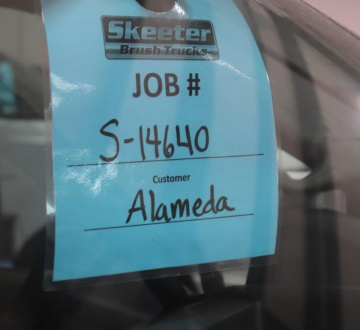 Skeeter
Brush Trucks
JOB #
S-14640
Customer
Alameda